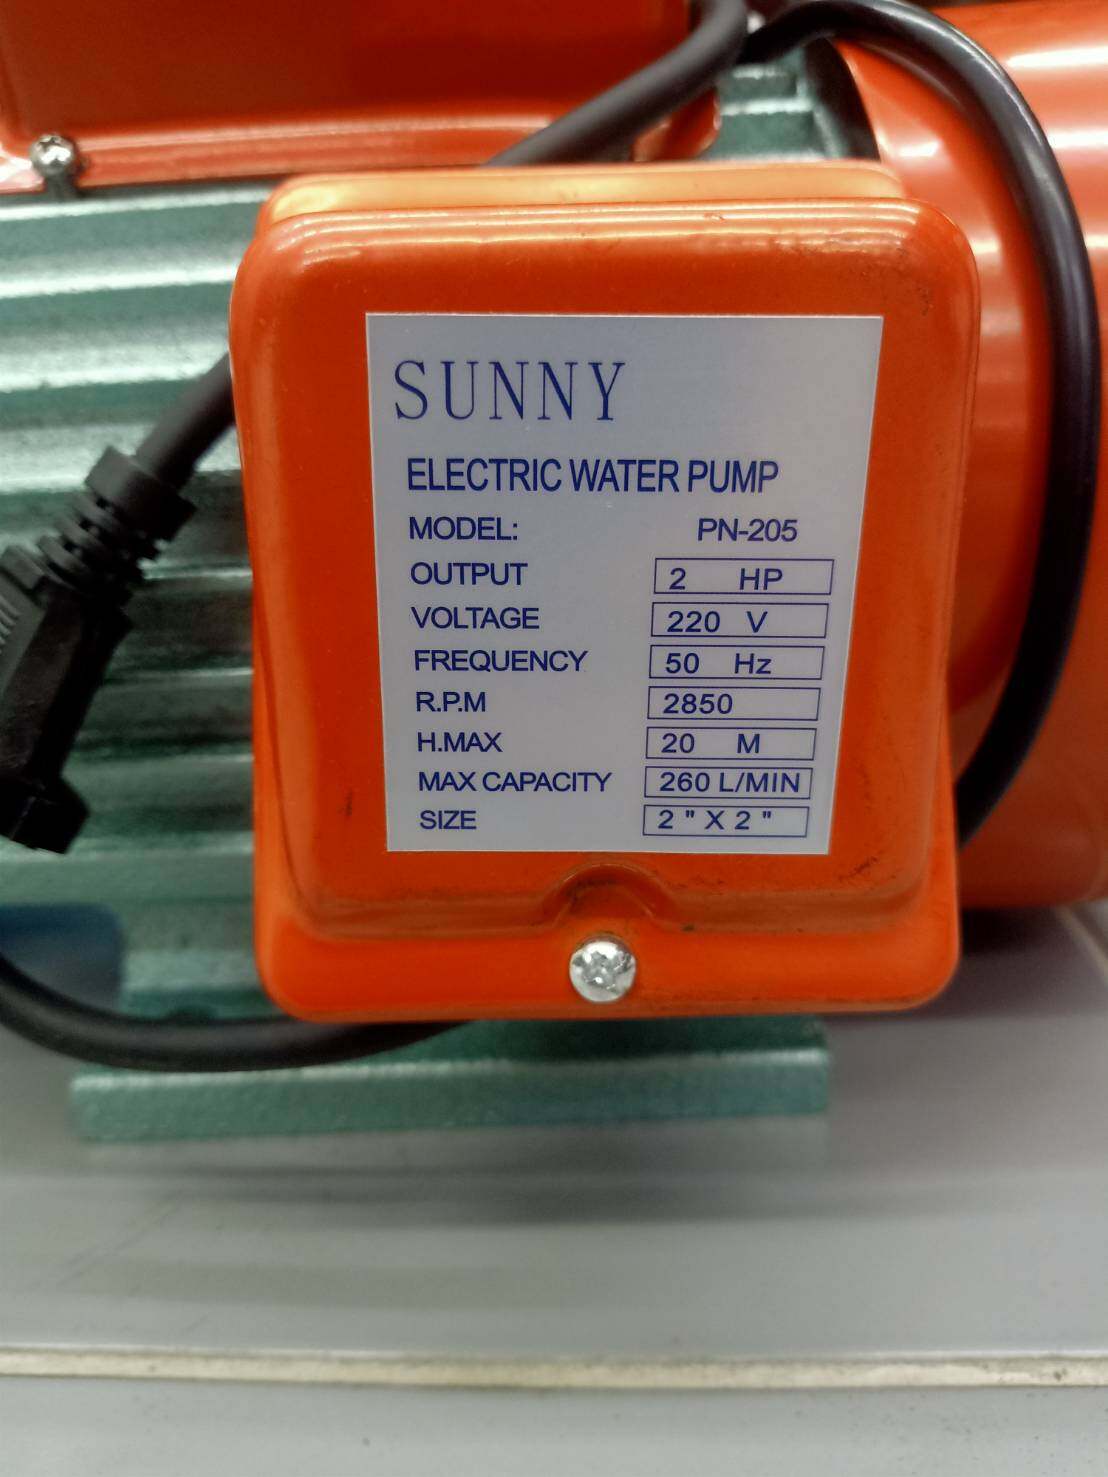 SUNNY
ELECTRIC WATER PUMP
MODEL: PN-205
OUTPUT 2 HP
VOLTAGE 220 V
FREQUENCY 50 Hz
R.P.M 2850
H.MAX 20 M
MAX CAPACITY 260 L/MIN
SIZE 2 " X 2 "